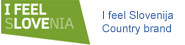 I FEEL
SLOVENIA
I feel Slovenija
Country brand